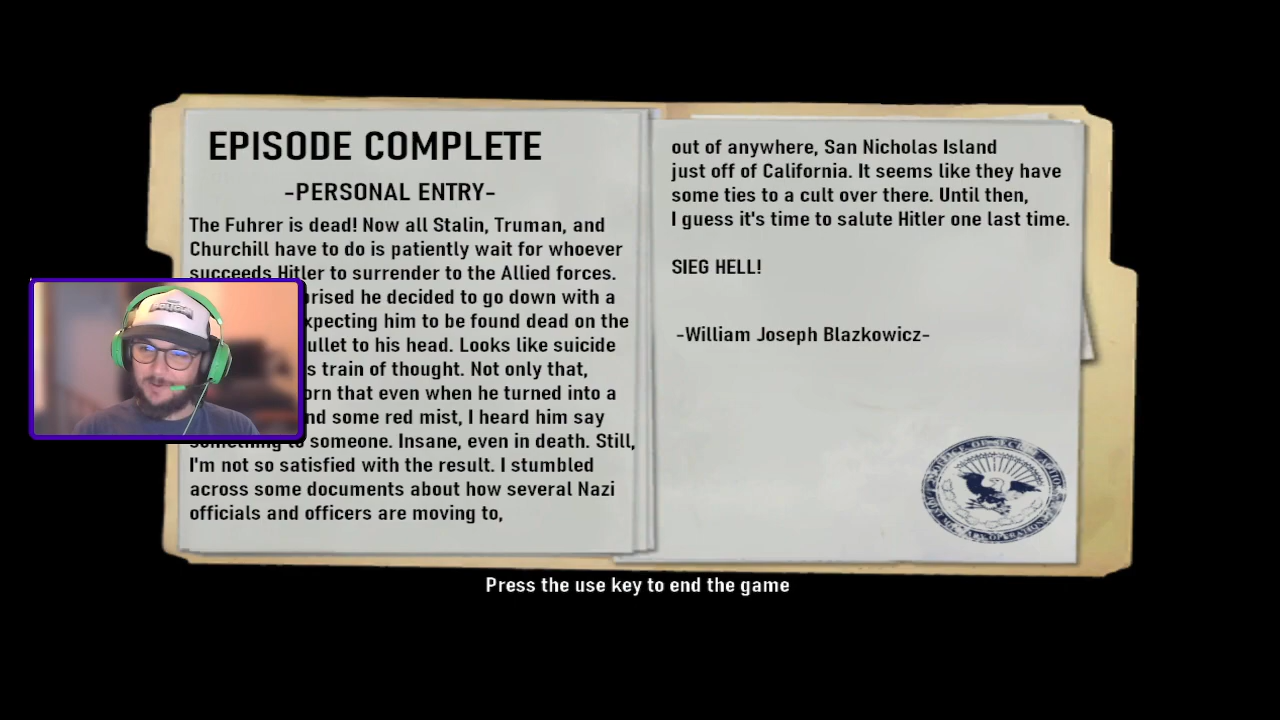 EPISODE COMPLETE
-PERSONAL ENTRY-
The Fuhrer is dead! Now all Stalin, Truman, and
Churchill have to do is patiently wait for whoever
succeeds Hitler to surrender to the Allied forces.
he decided to go down with a
him to be found dead on the
to his head. Looks like suicide
train of thought. Not only that,
that even when he turned into a
some red mist, I heard him say
something to someone. Insane, even in death. Still,
I'm not so satisfied with the result. I stumbled
across some documents about how several Nazi
officials and officers are moving to,
out of anywhere, San Nicholas Island
just off of California. It seems like they have
some ties to a cult over there. Until then,
I guess it's time to salute Hitler one last time.
SIEG HELL!
-William Joseph Blazkowicz-
Press the use key to end the game